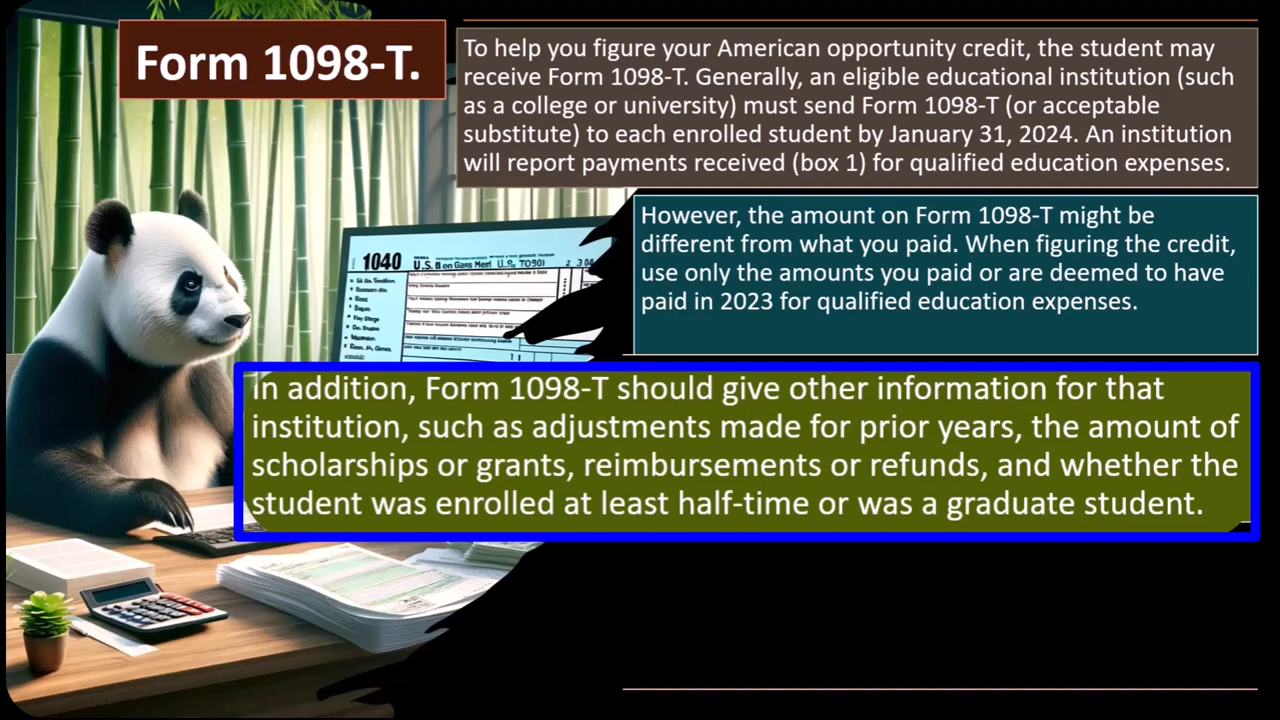 Form 1098-T.
To help you figure your American opportunity credit, the student may
receive Form 1098-T. Generally, an eligible educational institution (such
as a college or university) must send Form 1098-T (or acceptable
substitute) to each enrolled student by January 31, 2024. An institution
will report payments received (box 1) for qualified education expenses.
However, the amount on Form 1098-T might be
different from what you paid. When figuring the credit,
use only the amounts you paid or are deemed to have
paid in 2023 for qualified education expenses.
1040
In addition, Form 1098-T should give other information for that
institution, such as adjustments made for prior years, the amount of
scholarships or grants, reimbursements or refunds, and whether the
student was enrolled at least half-time or was a graduate student.